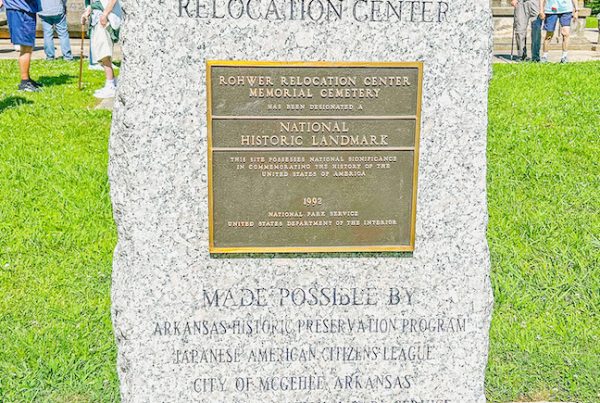 RELOCATION CENTER
ROHWER RELOCATION CENTER
MEMORIAL CEMETERY
HAS BEEN DESIGNATED A
NATIONAL
HISTORIC LANDMARK
THIS SITE POSSESSES NATIONAL SIGNIFICANCE
IN COMMEMORATING THE HISTORY OF THE
UNITED STATES OF AMERICA
1992
NATIONAL PARK SERVICE
UNITED STATES DEPARTMENT OF THE INTERIOR
MADE POSSIBLE BY
ARKANSAS HISTORIC PRESERVATION PROGRAM
JAPANESE AMERICAN CITIZENS LEAGUE
CITY OF MCGEHEE, ARKANSAS
SERVICE